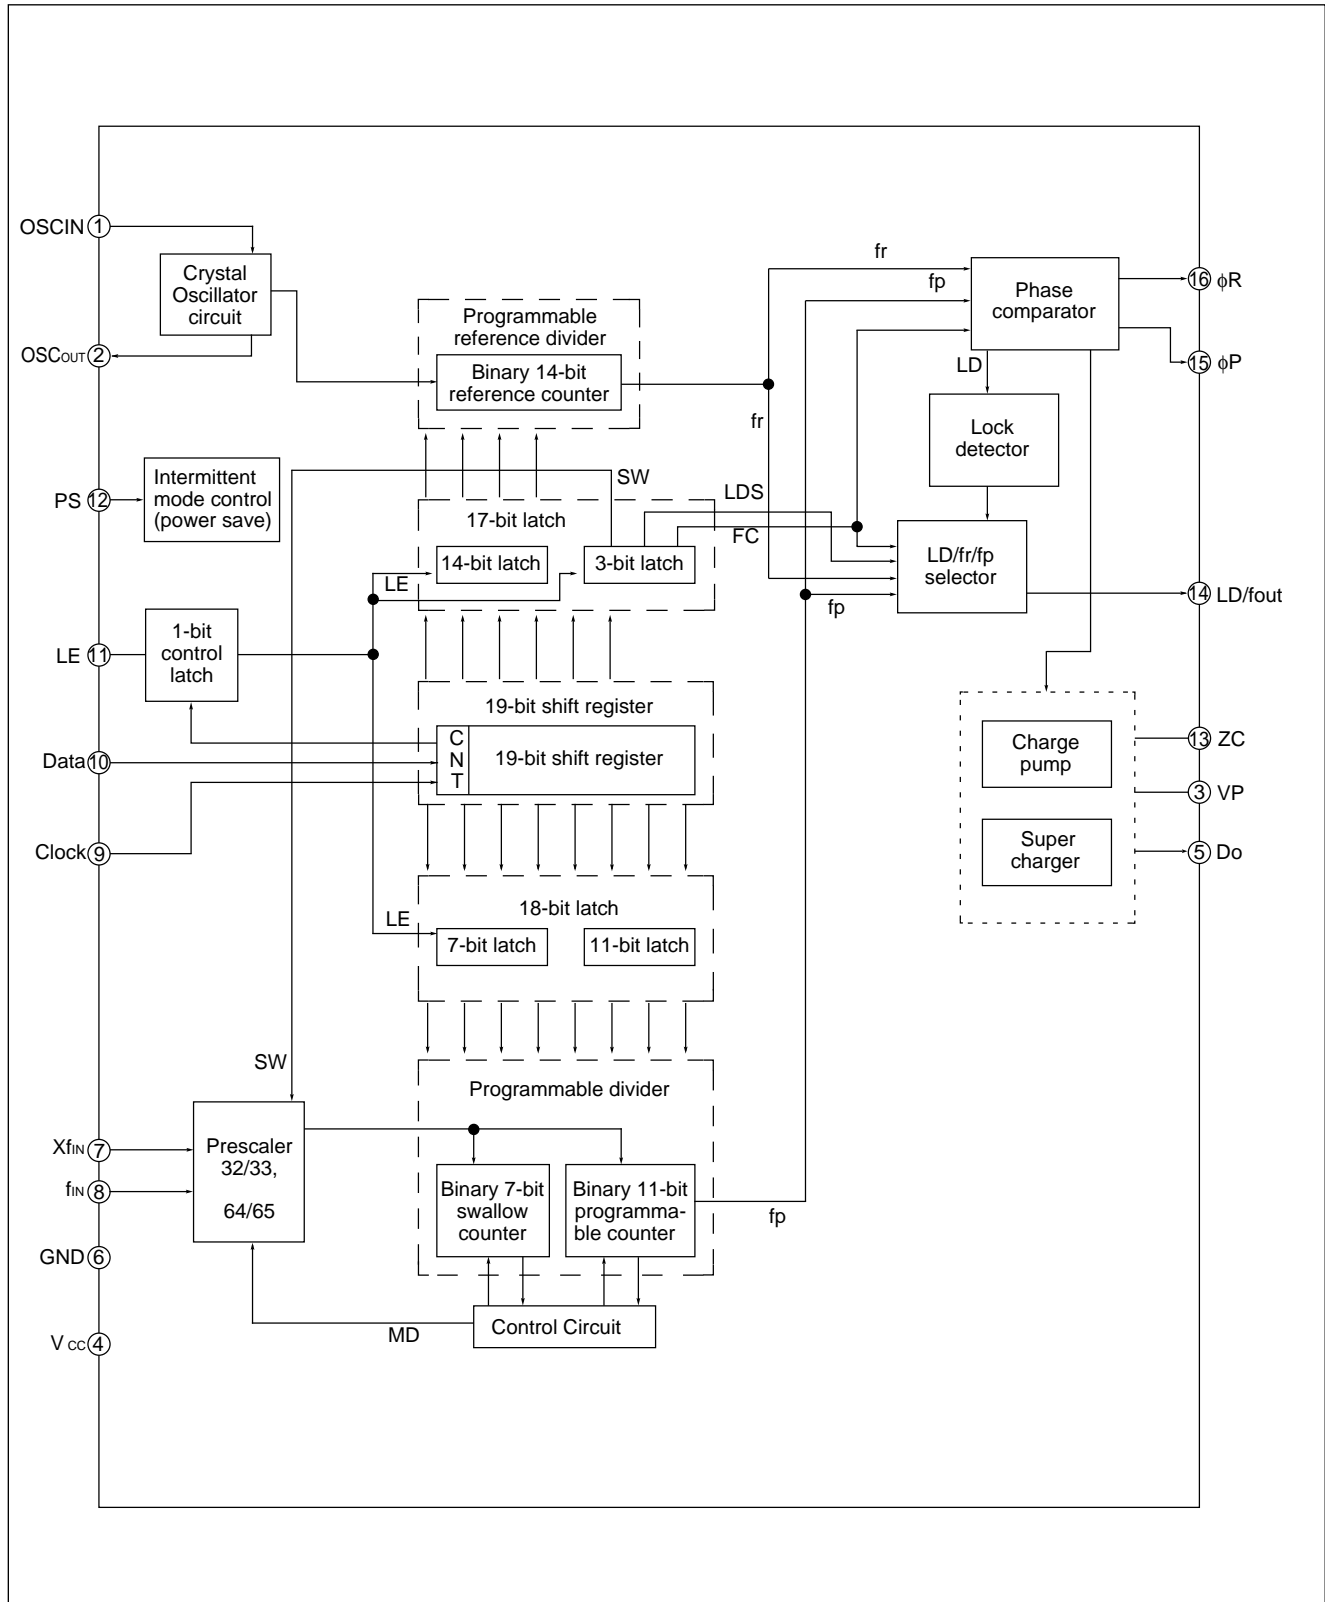 OSCIN 1
Crystal
Oscillator
circuit
OSCOUT 2
Programmable
reference divider
Binary 14-bit
reference counter
fr
fp
Phase
comparator
16 ϕR
15 ϕP
LD
fr
Lock
detector
PS 12
Intermittent
mode control
(power save)
SW
17-bit latch
LDS
FC
14-bit latch
3-bit latch
LE
LD/fr/fp
selector
fp
14 LD/fout
LE 11
1-bit
control
latch
19-bit shift register
C
N
T
19-bit shift register
Data 10
Clock 9
Charge
pump
13 ZC
3 VP
Super
charger
5 Do
18-bit latch
LE
7-bit latch
11-bit latch
SW
Programmable divider
XfIN 7
fIN 8
Prescaler
32/33,
64/65
Binary 7-bit
swallow
counter
Binary 11-bit
programma-
ble counter
fp
GND 6
MD
Control Circuit
V CC 4